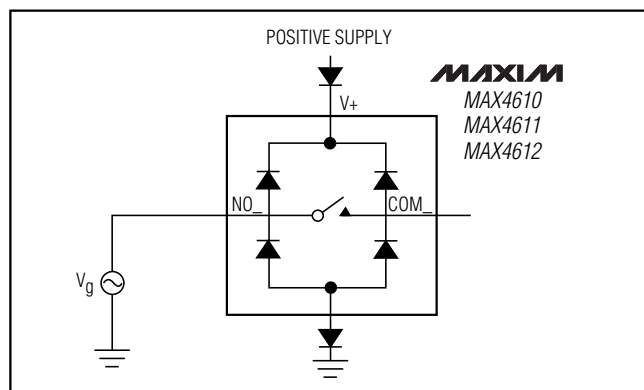 POSITIVE SUPPLY
MAXIM
V+
MAX4610
MAX4611
MAX4612
NO_
COM_
Vg